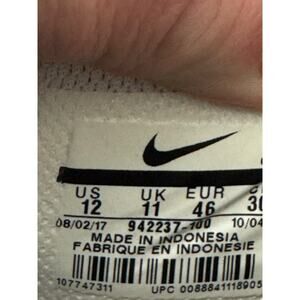 US UK EUR
12 11 46 30
08/02/17 942237-100 10/04
MADE IN INDONESIA
FABRIQUE EN INDONESIE
107747311 UPC 0088841118905